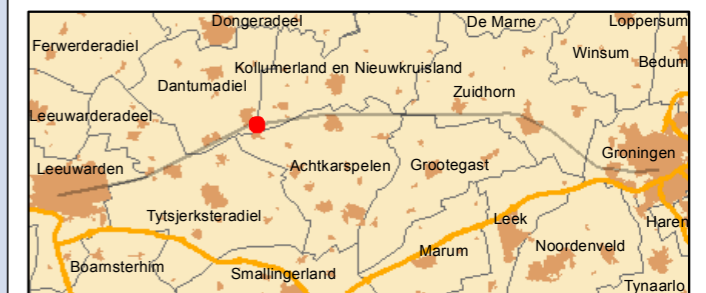 Dongeradeel
De Marne
Loppersum
Ferwerderadiel
Winsum
Bedum
Kollumerland en Nieuwkruisland
Dantumadiel
Zuidhorn
Leeuwarderadeel
Groningen
Leeuwarden
Achtkarspelen
Grootegast
Tytsjerksteradiel
Leek
Haren
Noordenveld
Marum
Boarnsterhim
Smallingerland
Tynaarlo